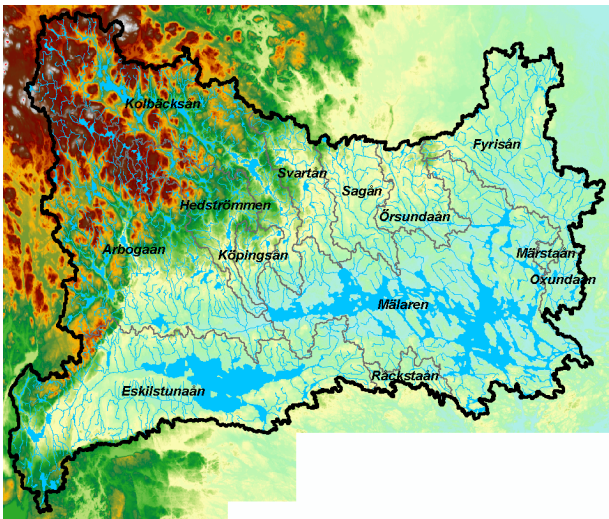 Kolbäcksån
Fyrisån
Svartån
Sagån
Hedströmmen
Örsundaån
Arbogaån
Köpingsån
Märstaån
Oxundaån
Mälaren
Råckstaån
Eskilstunaån